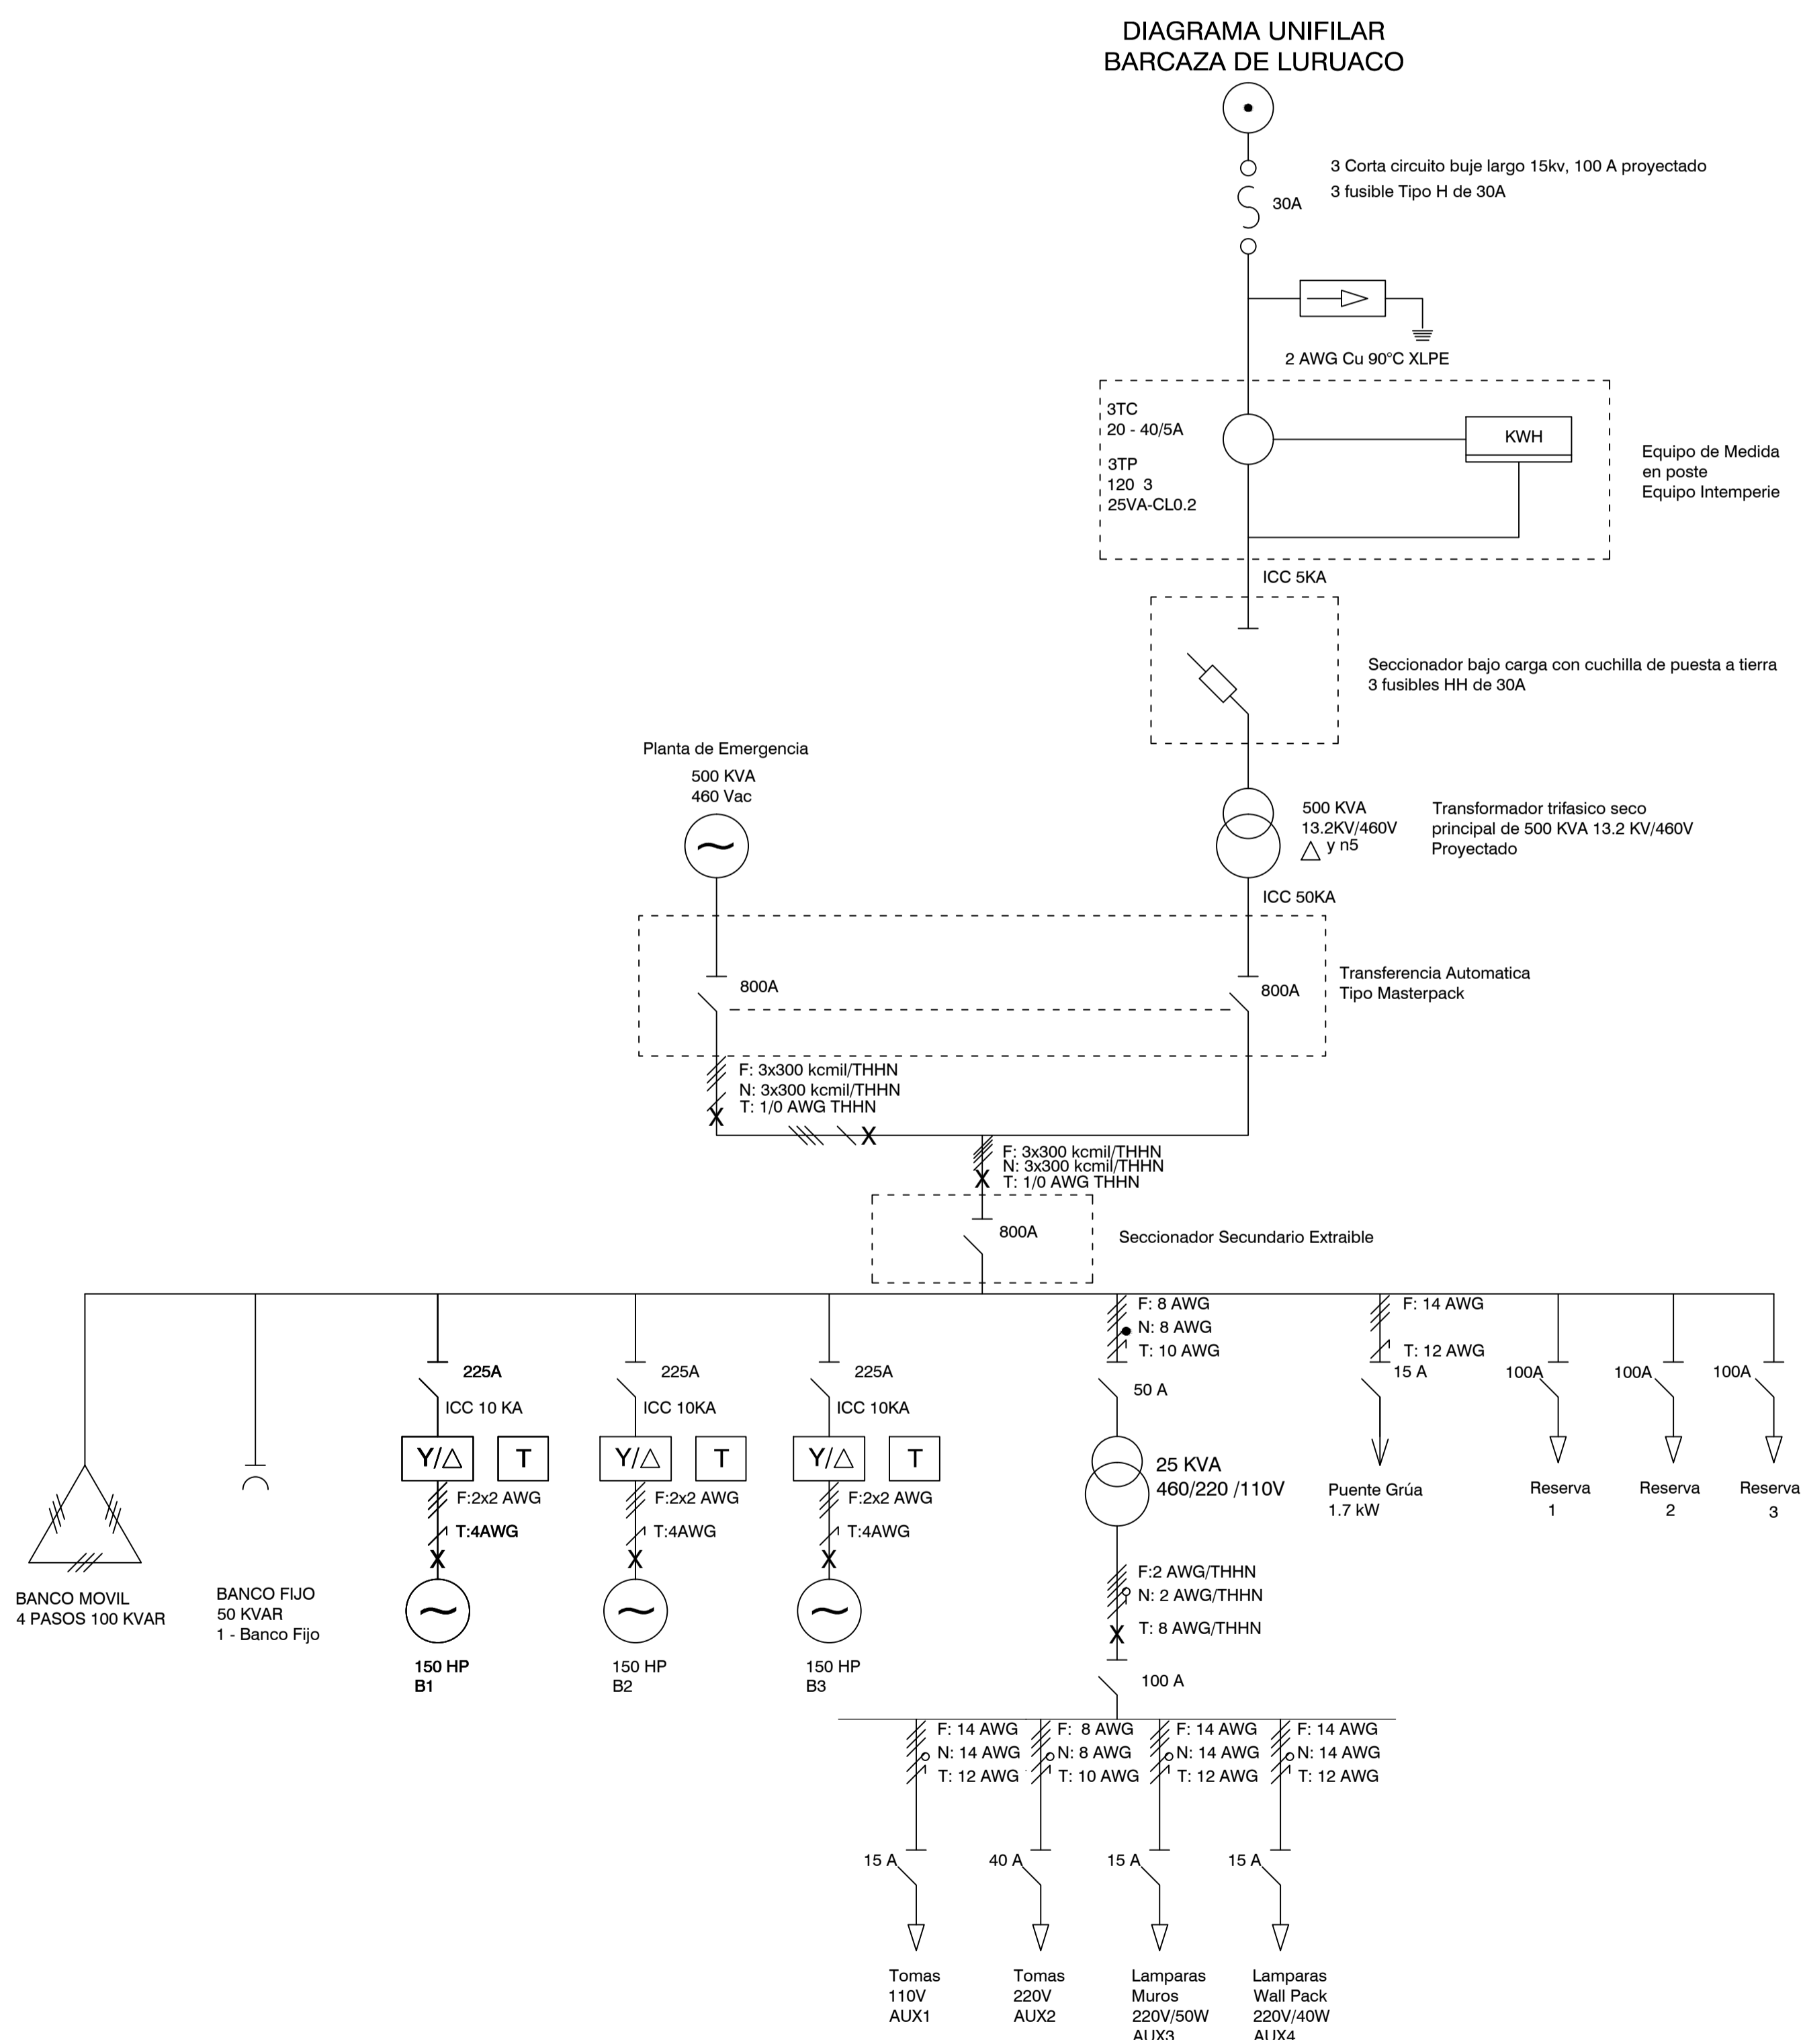 DIAGRAMA UNIFILAR
BARCAZA DE LURUACO
3 Corta circuito buje largo 15kv, 100 A proyectado
3 fusible Tipo H de 30A
30A
2 AWG Cu 90°C XLPE
3TC
20 - 40/5A
3TP
120 3
25VA-CL0.2
KWH
Equipo de Medida
en poste
Equipo Intemperie
ICC 5KA
Seccionador bajo carga con cuchilla de puesta a tierra
3 fusibles HH de 30A
Planta de Emergencia
500 KVA
460 Vac
500 KVA
13.2KV/460V
△ y n5
Transformador trifasico seco
principal de 500 KVA 13.2 KV/460V
Proyectado
ICC 50KA
800A
800A
Transferencia Automatica
Tipo Masterpack
F: 3x300 kcmil/THHN
N: 3x300 kcmil/THHN
T: 1/0 AWG THHN
F: 3x300 kcmil/THHN
N: 3x300 kcmil/THHN
T: 1/0 AWG THHN
800A
Seccionador Secundario Extraible
BANCO MOVIL
4 PASOS 100 KVAR
BANCO FIJO
50 KVAR
1 - Banco Fijo
225A
ICC 10 KA
Y/△
T
F:2x2 AWG
T:4AWG
150 HP
B1
225A
ICC 10KA
Y/△
T
F:2x2 AWG
T:4AWG
150 HP
B2
225A
ICC 10KA
Y/△
T
F:2x2 AWG
T:4AWG
150 HP
B3
F: 8 AWG
N: 8 AWG
T: 10 AWG
50 A
25 KVA
460/220 /110V
F:2 AWG/THHN
N: 2 AWG/THHN
T: 8 AWG/THHN
100 A
F: 14 AWG
T: 12 AWG
15 A
Puente Grúa
1.7 kW
100A
Reserva
1
100A
Reserva
2
100A
Reserva
3
F: 14 AWG
N: 14 AWG
T: 12 AWG
15 A
Tomas
110V
AUX1
F: 8 AWG
N: 8 AWG
T: 10 AWG
40 A
Tomas
220V
AUX2
F: 14 AWG
N: 14 AWG
T: 12 AWG
15 A
Lamparas
Muros
220V/50W
AUX3
F: 14 AWG
N: 14 AWG
T: 12 AWG
15 A
Lamparas
Wall Pack
220V/40W
AUX4